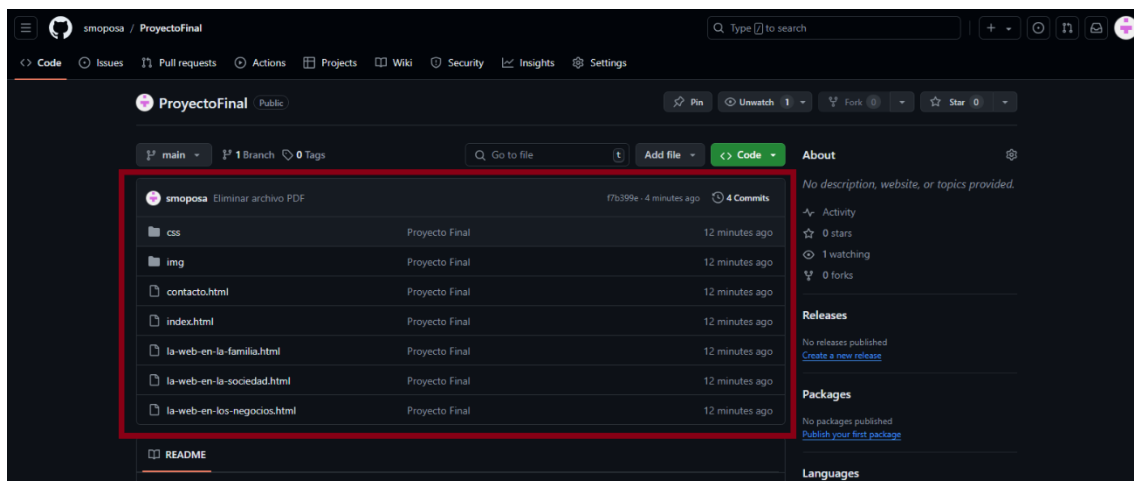 smoposa / ProyectoFinal Type / to search
Code Issues Pull requests Actions Projects Wiki Security Insights Settings
ProyectoFinal Public Pin Unwatch 1 Fork 0 Star 0
main 1 Branch 0 Tags Go to file t Add file Code About
No description, website, or topics provided.
smoposa Eliminar archivo PDF f7b399e · 4 minutes ago 4 Commits
Activity
css Proyecto Final 12 minutes ago
0 stars
1 watching
img Proyecto Final 12 minutes ago
0 forks
contacto.html Proyecto Final 12 minutes ago
Releases
index.html Proyecto Final 12 minutes ago
No releases published
la-web-en-la-familia.html Proyecto Final 12 minutes ago
Create a new release
la-web-en-la-sociedad.html Proyecto Final 12 minutes ago
Packages
la-web-en-los-negocios.html Proyecto Final 12 minutes ago
No packages published
Publish your first package
README
Languages